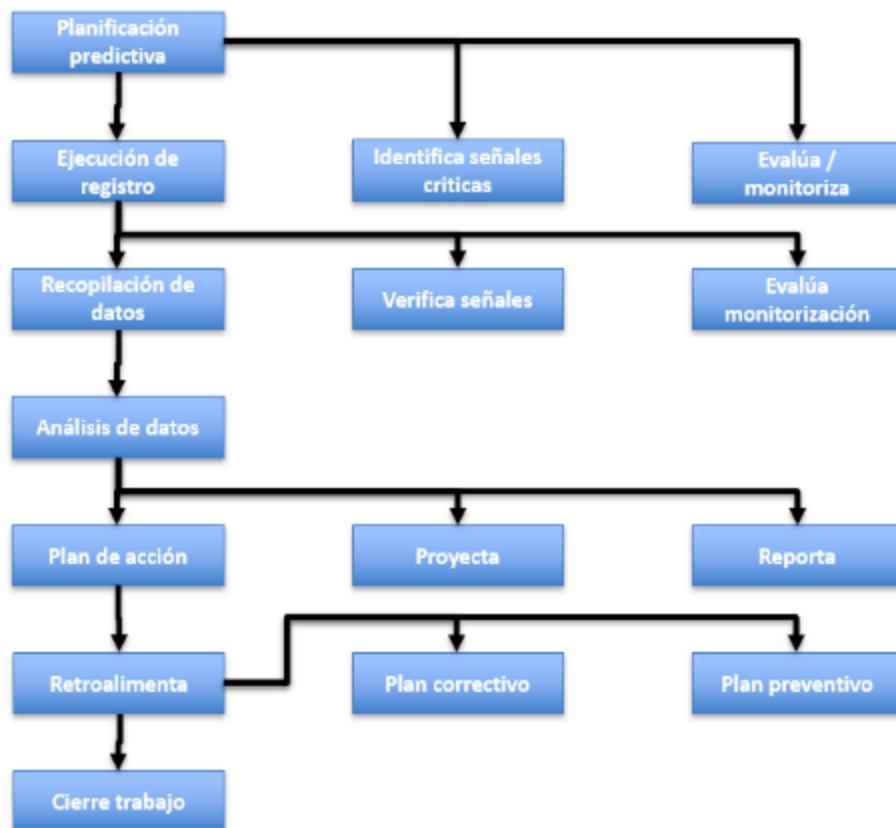 Planificación
predictiva
Ejecución de
registro
Identifica señales
criticas
Evalúa /
monitoriza
Recopilación de
datos
Verifica señales
Evalúa
monitorización
Análisis de datos
Plan de acción
Proyecta
Reporta
Retroalimenta
Plan correctivo
Plan preventivo
Cierre trabajo